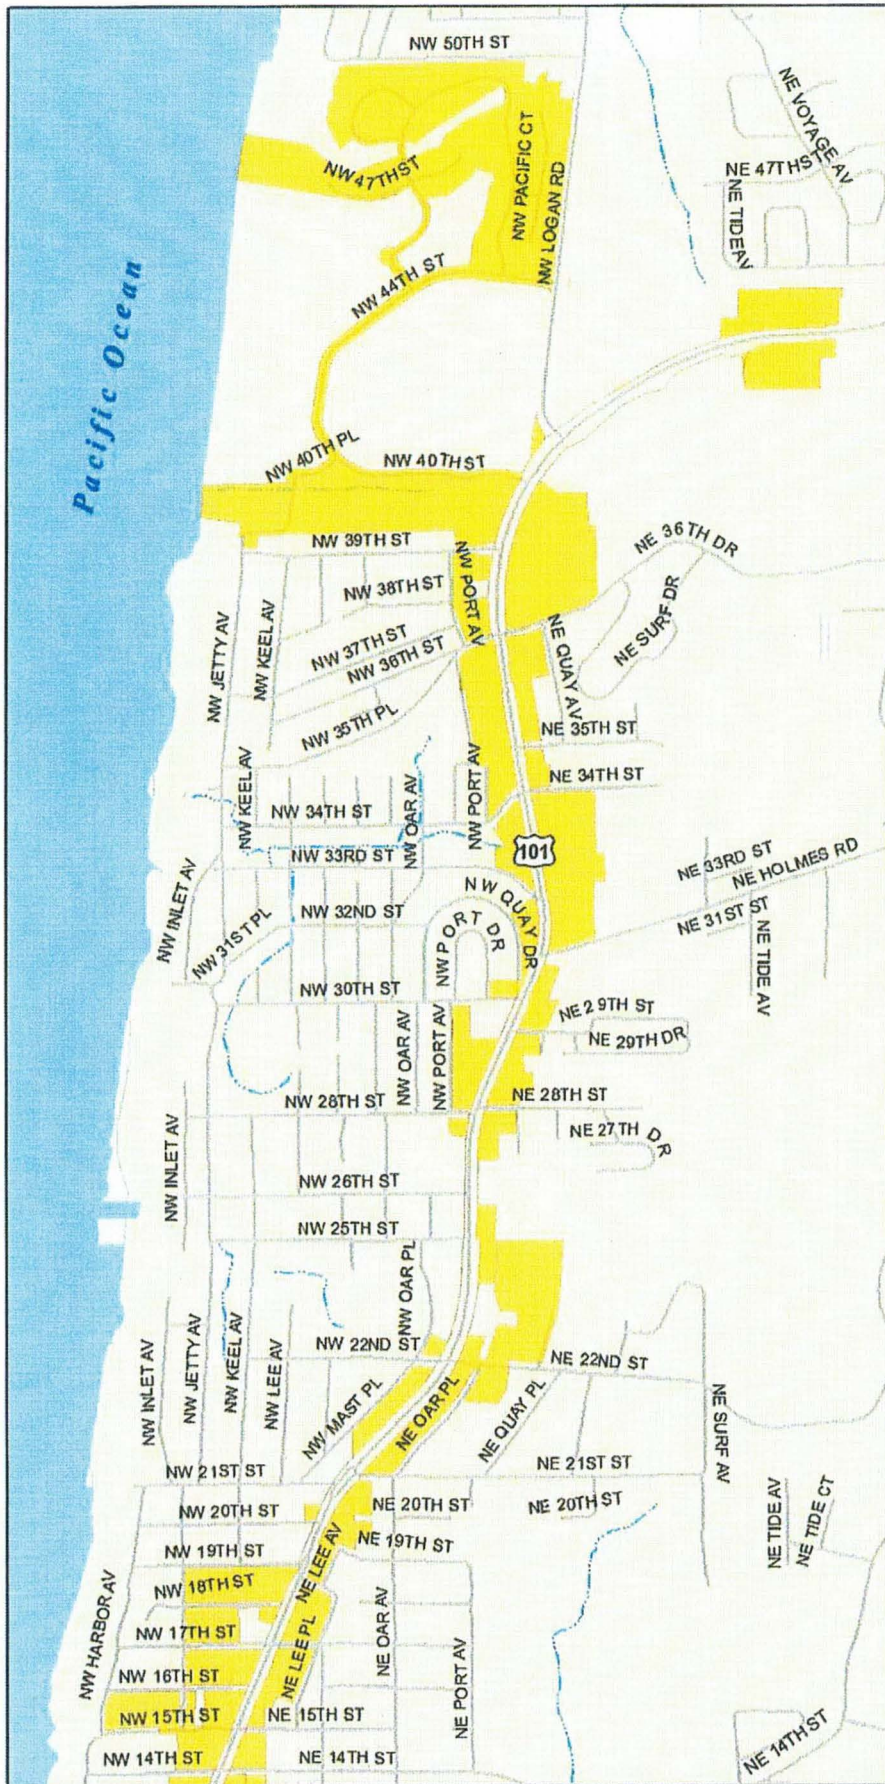 NW 50TH ST
NE VOYAGE AV
NW 47TH ST
NW PACIFIC CT
NE 47TH ST
NE TIDE AV
NW LOGAN RD
Pacific Ocean
NW 44TH ST
NW 40TH PL
NW 40TH ST
NW 39TH ST
NE 36TH DR
NW PORT AV
NW 38TH ST
NE SURF DR
NW JETTY AV
NW KEEL AV
NW 37TH ST
NW 36TH ST
NE QUAY AV
NW 35TH PL
NE 35TH ST
NE 34TH ST
NW KEEL AV
NW 34TH ST
NW OAR AV
NW PORT AV
101
NW 33RD ST
NE 33RD ST
NE HOLMES RD
NW INLET AV
NW 31ST PL
NW 32ND ST
NW PORT DR
NW QUAY DR
NE 31ST ST
NE TIDE AV
NW 30TH ST
NE 29TH ST
NE 29TH DR
NW OAR AV
NW PORT AV
NW 28TH ST
NE 28TH ST
NE 27TH DR
NW INLET AV
NW 26TH ST
NW 25TH ST
NW OAR PL
NW INLET AV
NW JETTY AV
NW KEEL AV
NW LEE AV
NW 22ND ST
NE 22ND ST
NW MAST PL
NE OAR PL
NE QUAY PL
NE SURF AV
NW 21ST ST
NE 21ST ST
NW 20TH ST
NE 20TH ST
NE 20TH ST
NE TIDE AV
NE TIDE CT
NW 19TH ST
NE LEE AV
NE 19TH ST
NW HARBOR AV
NW 18TH ST
NW 17TH ST
NE LEE PL
NE OAR AV
NE PORT AV
NW 16TH ST
NW 15TH ST
NE 15TH ST
NW 14TH ST
NE 14TH ST
NE 14TH ST